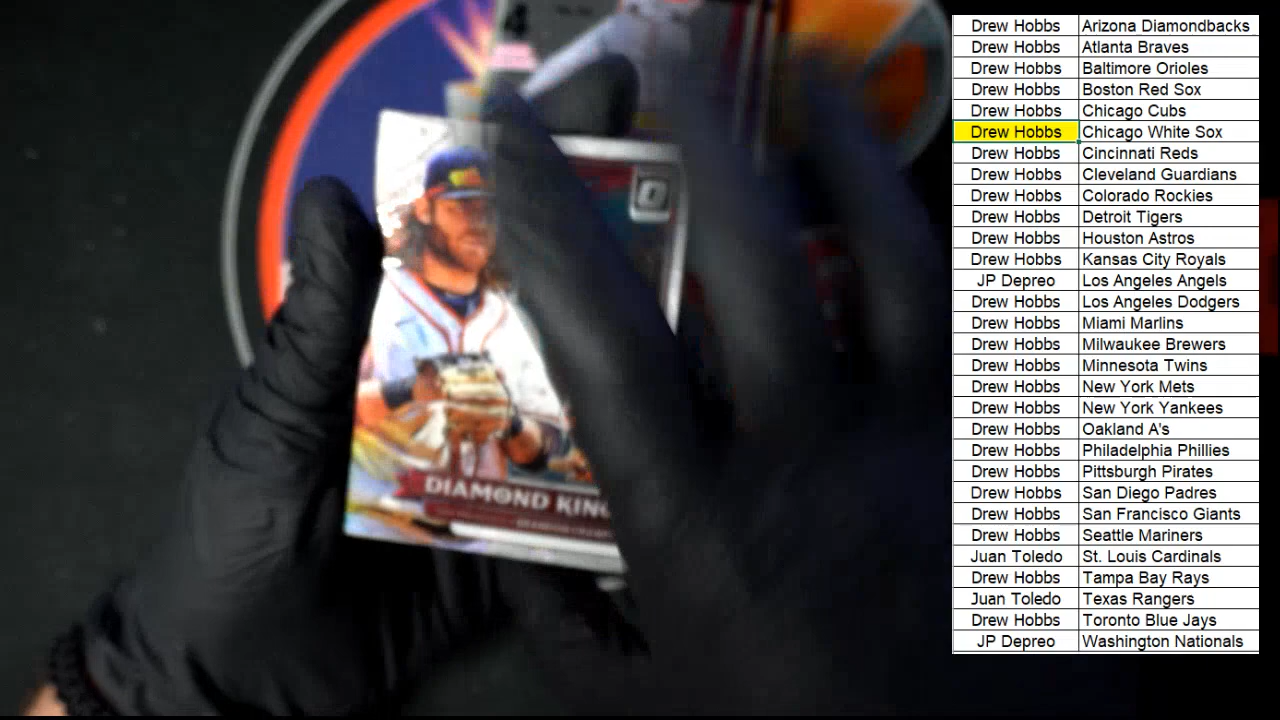 4
DIAMOND KING
Drew Hobbs Arizona Diamondbacks
Drew Hobbs Atlanta Braves
Drew Hobbs Baltimore Orioles
Drew Hobbs Boston Red Sox
Drew Hobbs Chicago Cubs
Drew Hobbs Chicago White Sox
Drew Hobbs Cincinnati Reds
Drew Hobbs Cleveland Guardians
Drew Hobbs Colorado Rockies
Drew Hobbs Detroit Tigers
Drew Hobbs Houston Astros
Drew Hobbs Kansas City Royals
JP Depreo Los Angeles Angels
Drew Hobbs Los Angeles Dodgers
Drew Hobbs Miami Marlins
Drew Hobbs Milwaukee Brewers
Drew Hobbs Minnesota Twins
Drew Hobbs New York Mets
Drew Hobbs New York Yankees
Drew Hobbs Oakland A's
Drew Hobbs Philadelphia Phillies
Drew Hobbs Pittsburgh Pirates
Drew Hobbs San Diego Padres
Drew Hobbs San Francisco Giants
Drew Hobbs Seattle Mariners
Juan Toledo St. Louis Cardinals
Drew Hobbs Tampa Bay Rays
Juan Toledo Texas Rangers
Drew Hobbs Toronto Blue Jays
JP Depreo Washington Nationals